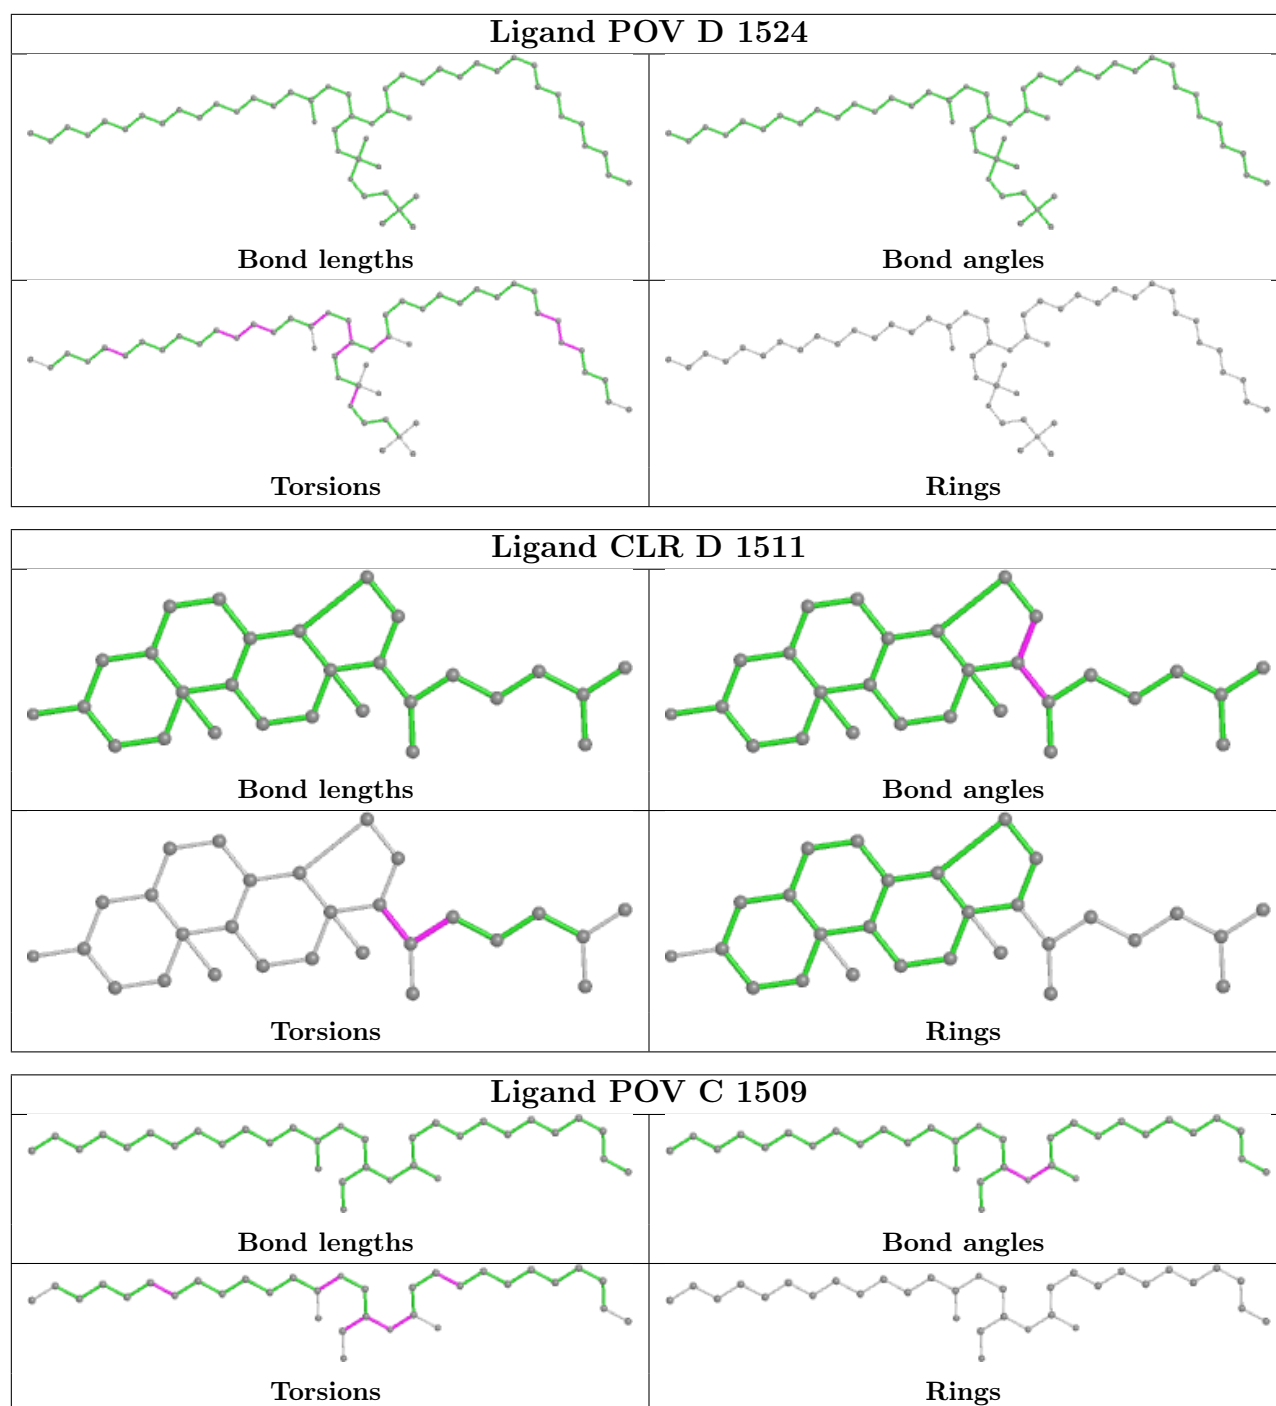 Ligand POV D 1524
Bond lengths
Bond angles
Torsions
Rings
Ligand CLR D 1511
Bond lengths
Bond angles
Torsions
Rings
Ligand POV C 1509
Bond lengths
Bond angles
Torsions
Rings